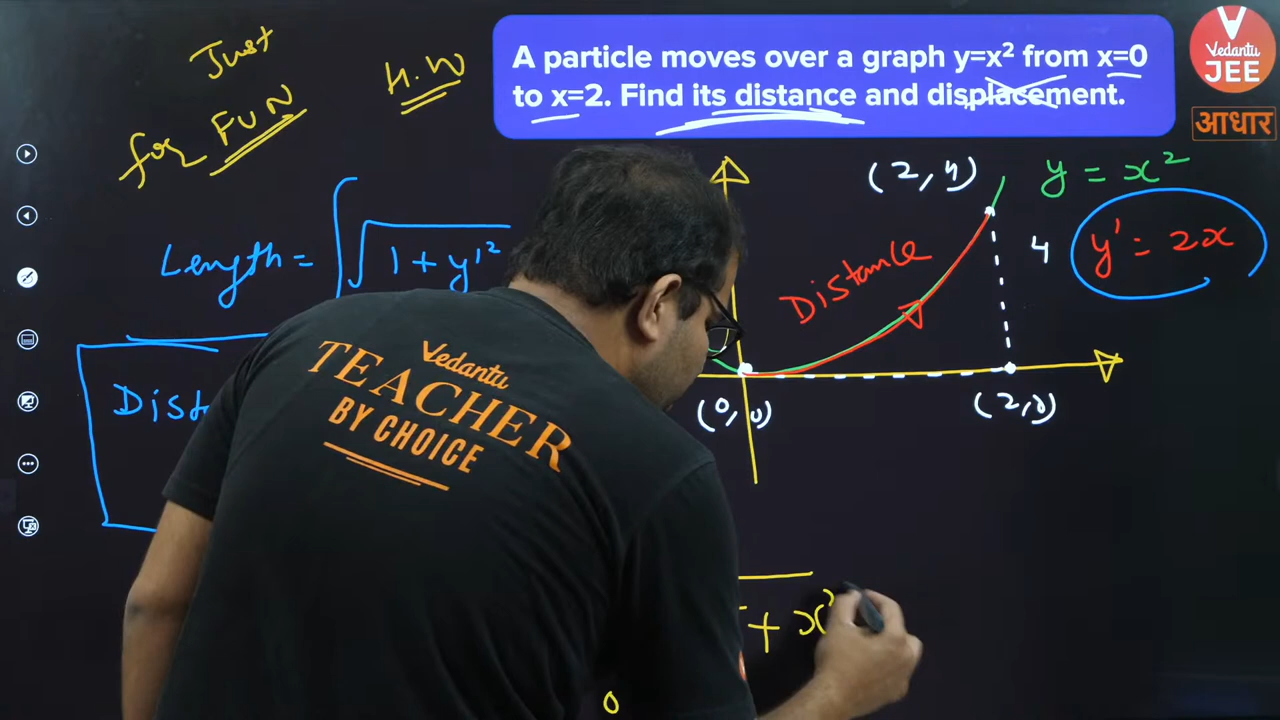 Just
for FUN
H.W
A particle moves over a graph y=x² from x=0
to x=2. Find its distance and displacement.
Vedantu
JEE
आधार
(2,4)
y = x²
y' = 2x
4
Distance
Length = ∫√1 + y'²
(0,0)
(2,0)
Vedantu
TEACHER
BY CHOICE
+ x²
0